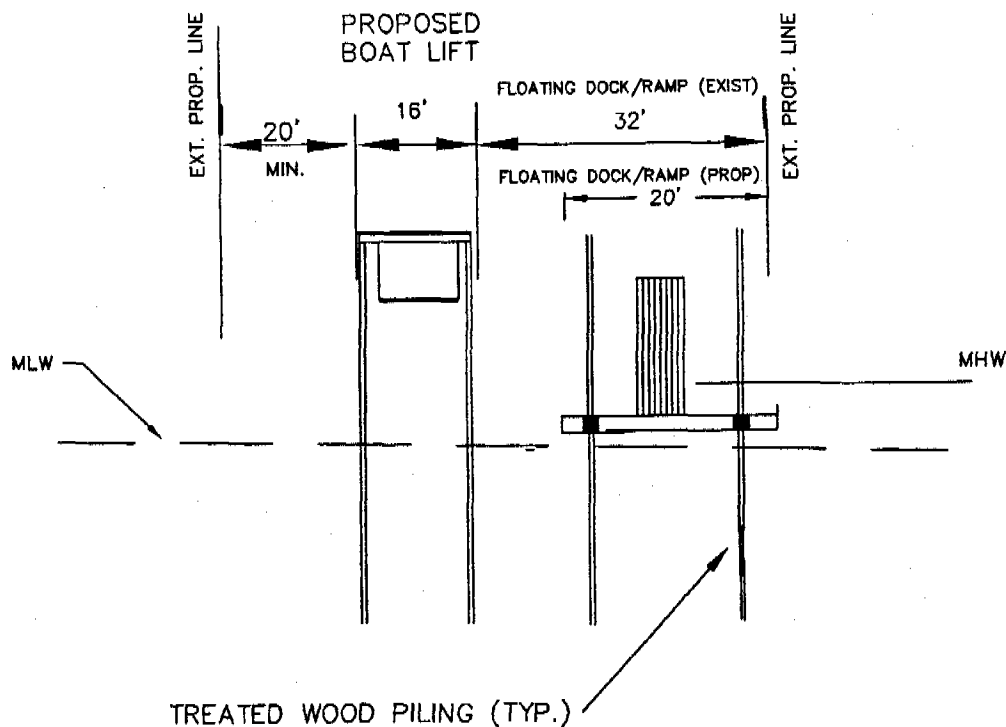 EXT. PROP. LINE
PROPOSED
BOAT LIFT
EXT. PROP. LINE
FLOATING DOCK/RAMP (EXIST)
20'
16'
32'
MIN.
FLOATING DOCK/RAMP (PROP)
20'
MLW
MHW
TREATED WOOD PILING (TYP.)